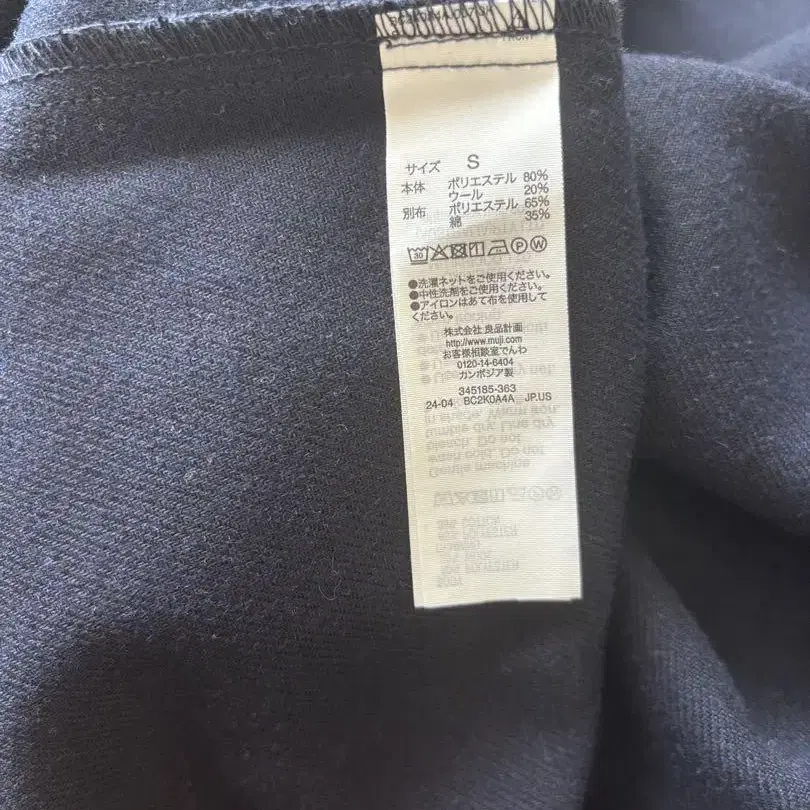 サイズ S
本体 ポリエステル 80%
ウール 20%
別布 ポリエステル 65%
綿 35%
30 P W
●洗濯ネットをご使用ください。
●中性洗剤をご使用ください。
●アイロンはあて布を使用して
ください。
株式会社 良品計画
http://www.muji.com
お客様相談室でんわ
0120-14-6404
カンボジア製
345185-363
24-04 BC2K0A4A JP.US